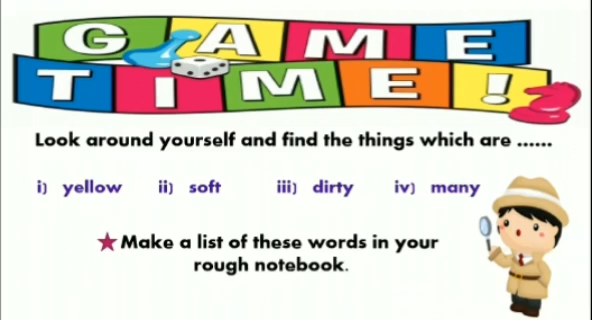 GAME
TIME!
Look around yourself and find the things which are ......
i) yellow ii) soft iii) dirty iv) many
★Make a list of these words in your
rough notebook.